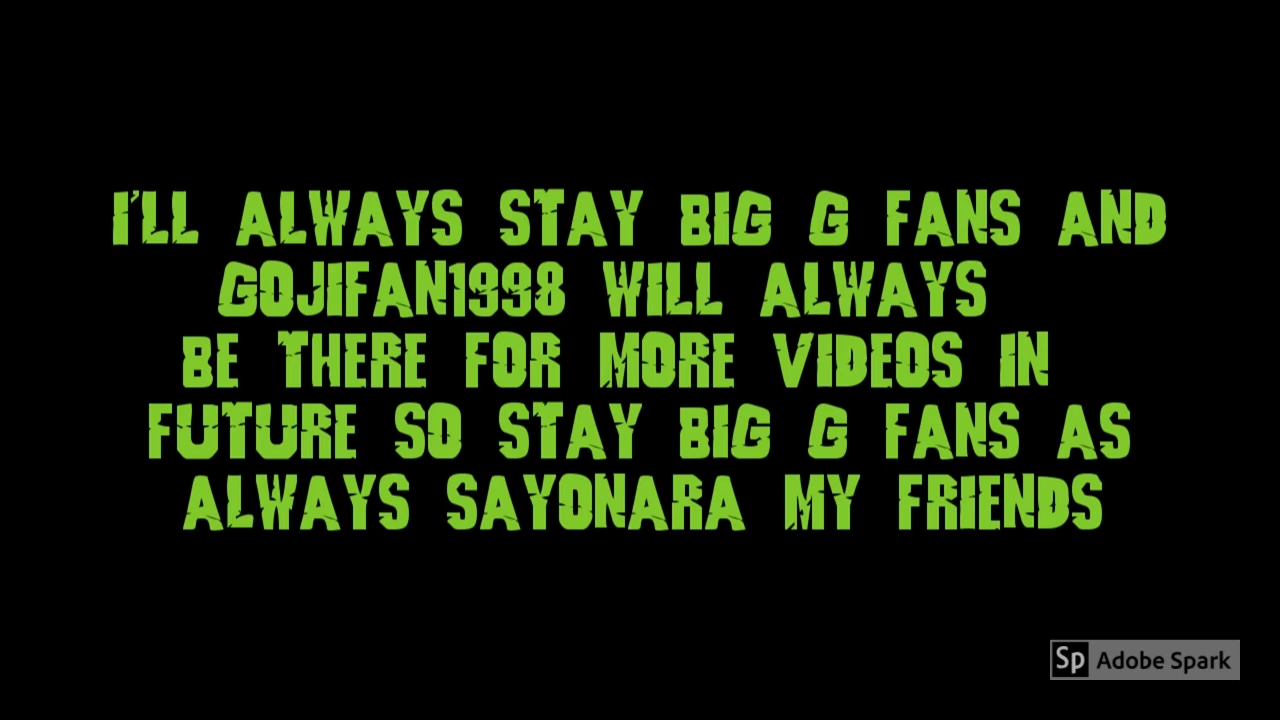 I'LL ALWAYS STAY BIG G FANS AND
GOJIFAN1998 WILL ALWAYS
BE THERE FOR MORE VIDEOS IN
FUTURE SO STAY BIG G FANS AS
ALWAYS SAYONARA MY FRIENDS
Sp Adobe Spark